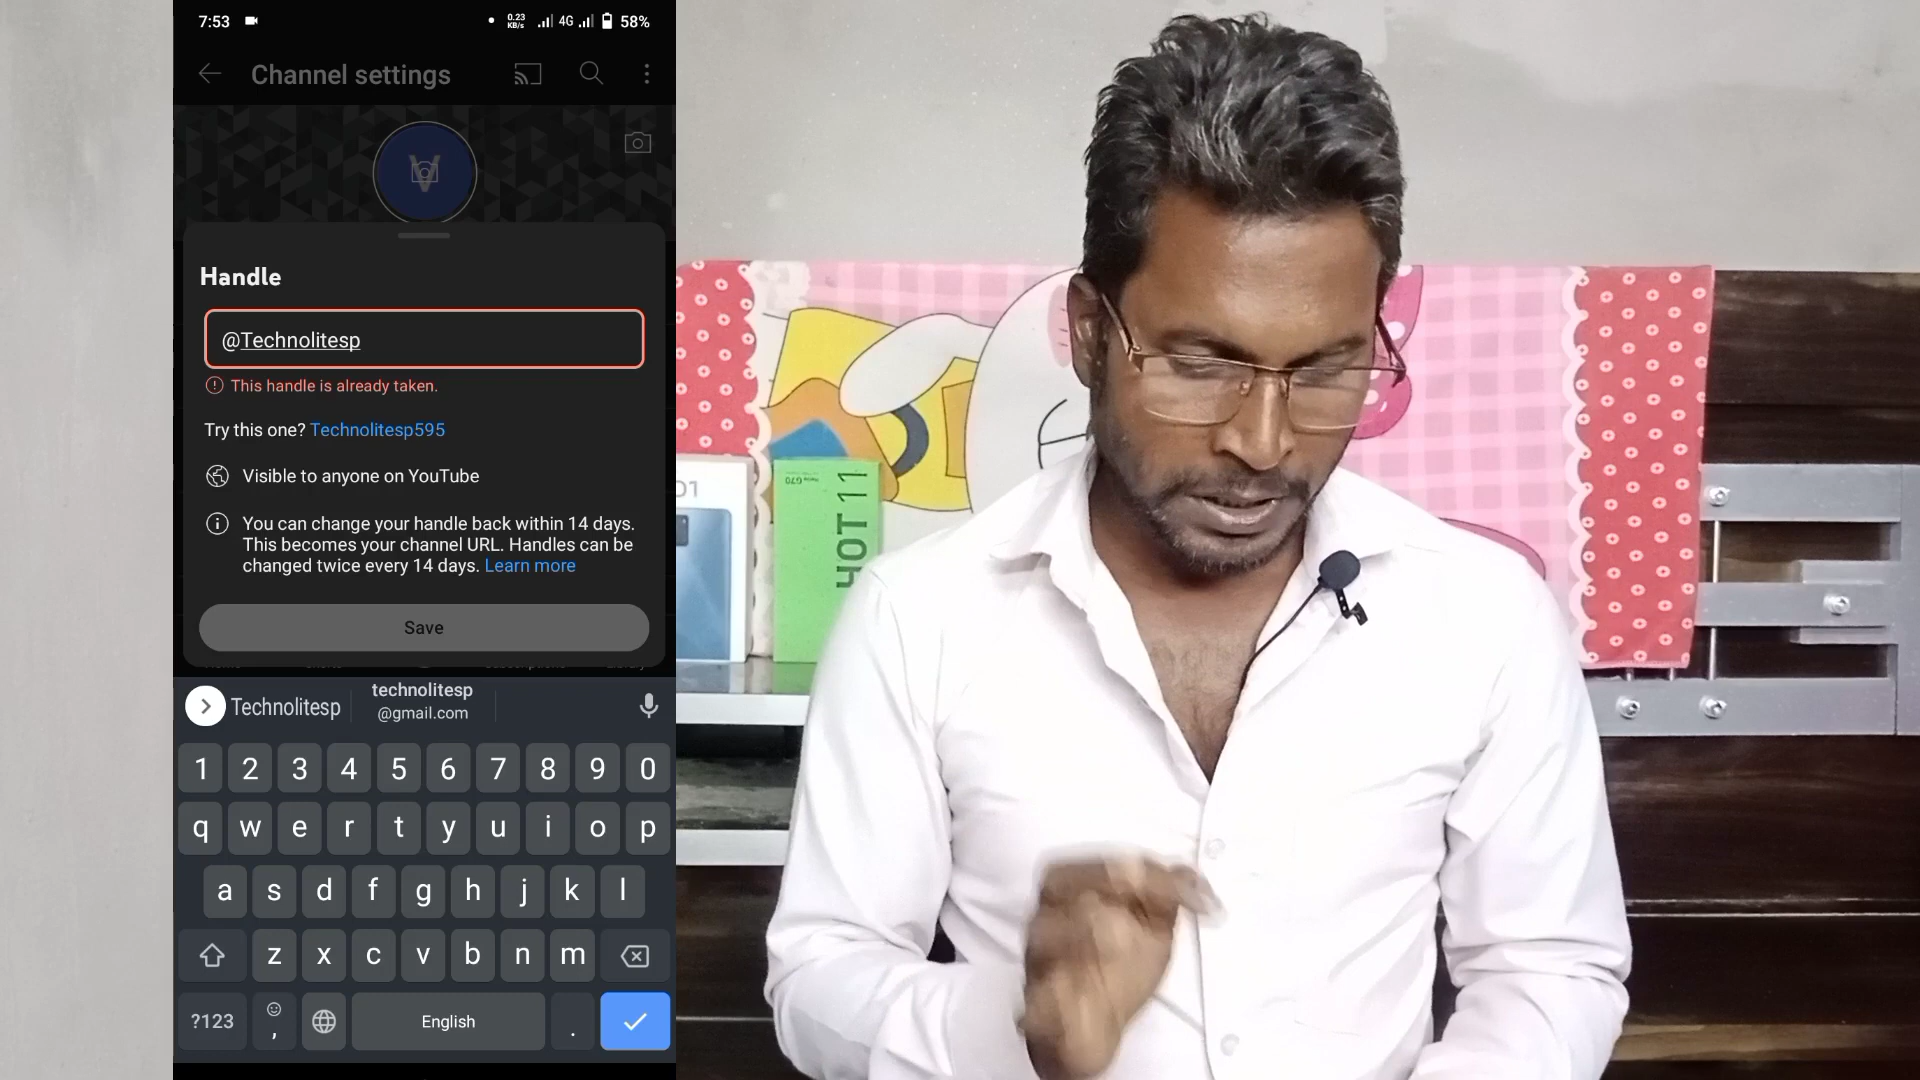 7:53
0.23
KB/s
4G
58%
Channel settings
V
Handle
@Technolitesp
This handle is already taken.
Try this one? Technolitesp595
Visible to anyone on YouTube
You can change your handle back within 14 days.
This becomes your channel URL. Handles can be
changed twice every 14 days. Learn more
Save
Technolitesp
technolitesp
@gmail.com
1 2 3 4 5 6 7 8 9 0
q w e r t y u i o p
a s d f g h j k l
z x c v b n m
?123
,
English
.
HOT 11
G70